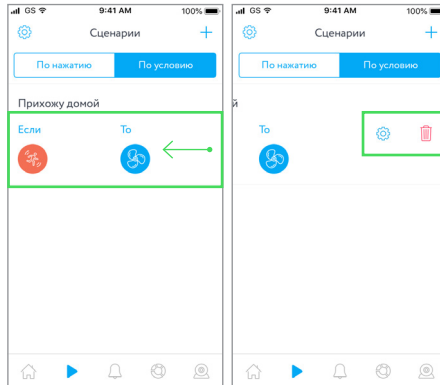 GS 9:41 AM 100%
Сценарии
По нажатию По условию
Прихожу домой
Если То
GS 9:41 AM 100%
Сценарии
По нажатию По условию
й
То